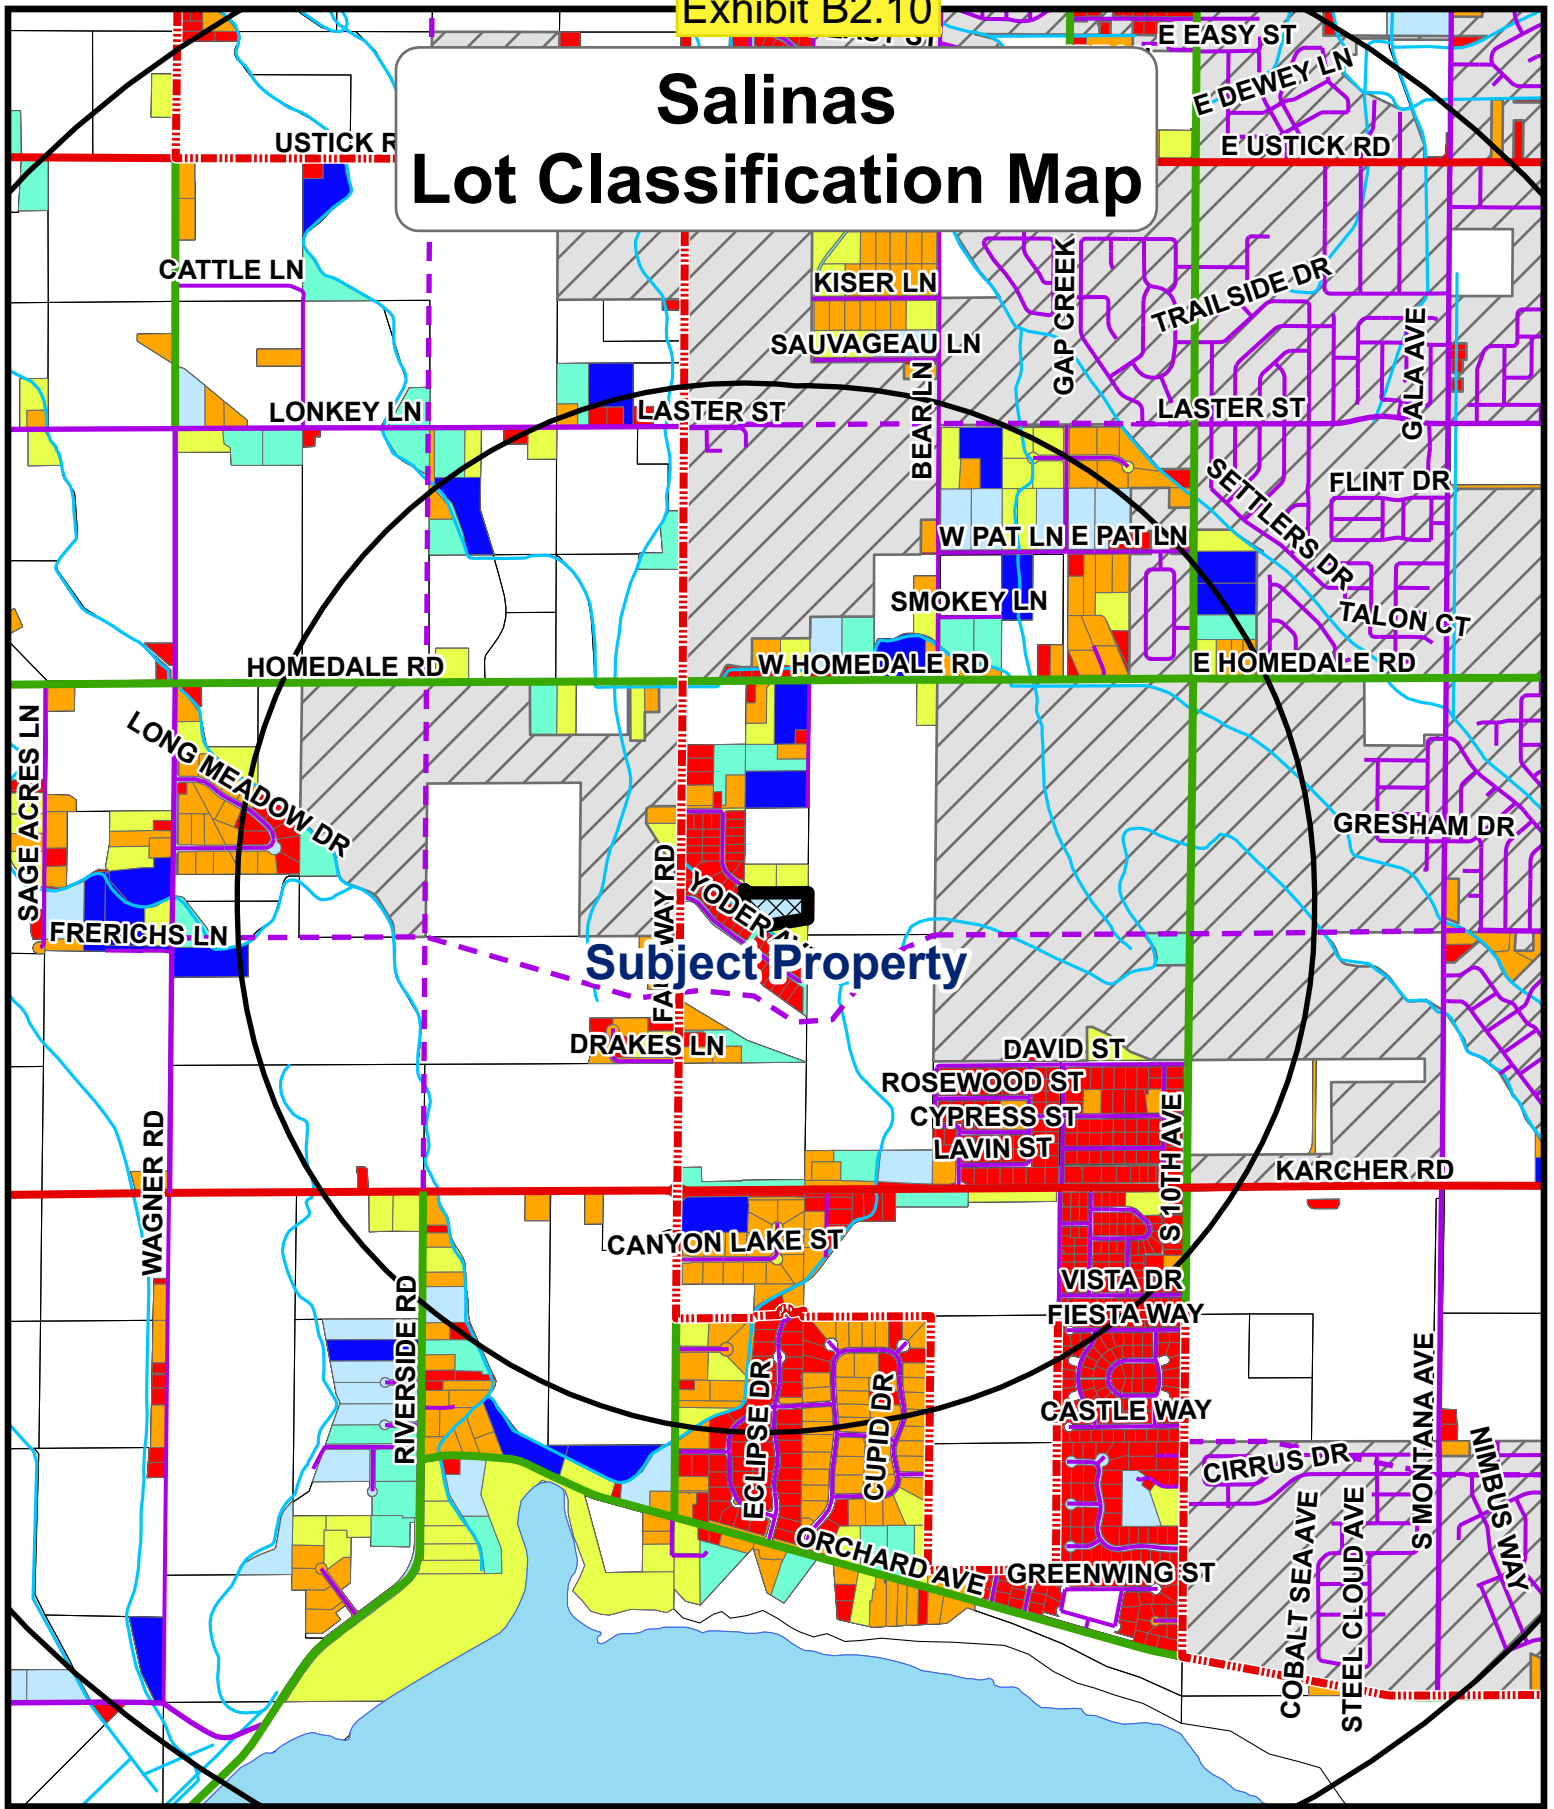 Exhibit B2.10
E EASY ST
E DEWEY LN
Salinas
Lot Classification Map
USTICK R
E USTICK RD
CATTLE LN
KISER LN
GAP CREEK
TRAILSIDE DR
SAUVAGEAU LN
GALA AVE
LONKEY LN
LASTER ST
BEAR LN
LASTER ST
SETTLERS DR
FLINT DR
W PAT LN
E PAT LN
SMOKEY LN
TALON CT
HOMEDALE RD
W HOMEDALE RD
E HOMEDALE RD
SAGE ACRES LN
LONG MEADOW DR
GRESHAM DR
YODER
FRERICHS LN
Subject Property
DRAKES LN
DAVID ST
ROSEWOOD ST
CYPRESS ST
LAVIN ST
S 10TH AVE
WAGNER RD
KARCHER RD
CANYON LAKE ST
VISTA DR
FIESTA WAY
RIVERSIDE RD
ECLIPSE DR
CUPID DR
CASTLE WAY
S MONTANA AVE
CIRRUS DR
NIMBUS WAY
ORCHARD AVE
GREENWING ST
COBALT SEA AVE
STEEL CLOUD AVE